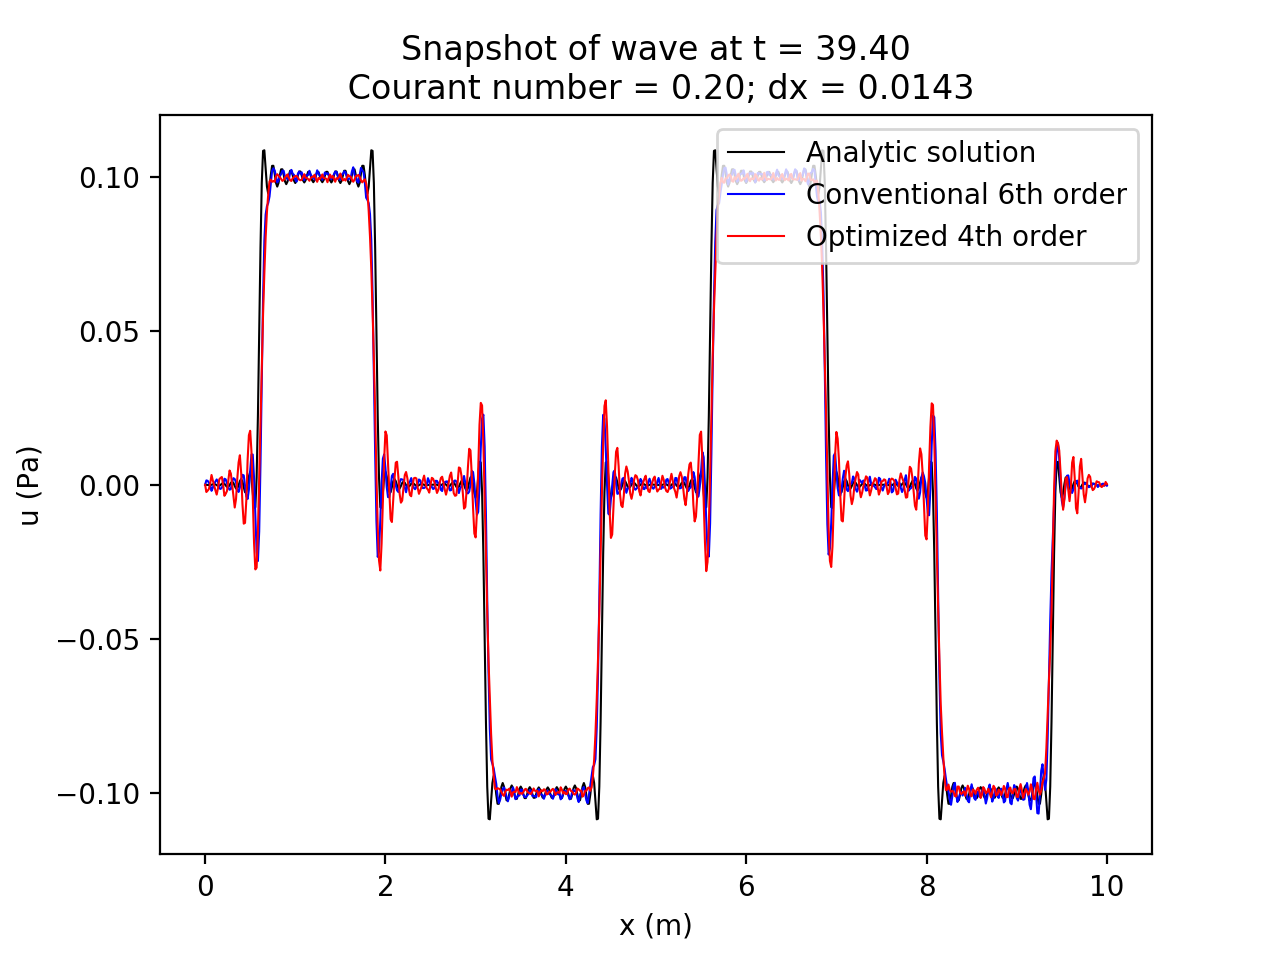 Snapshot of wave at t = 39.40
Courant number = 0.20; dx = 0.0143
Analytic solution
Conventional 6th order
Optimized 4th order
0.10
0.05
0.00
−0.05
−0.10
u (Pa)
0 2 4 6 8 10
x (m)